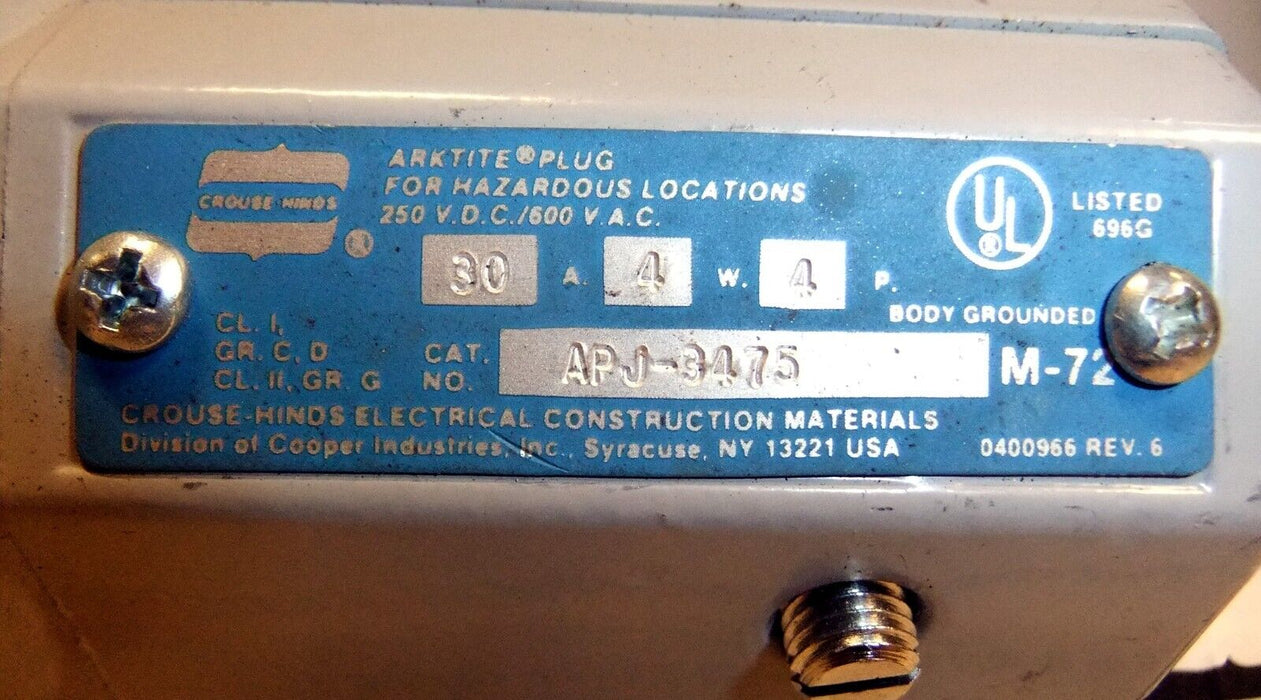 CROUSE-HINDS
®
ARKTITE® PLUG
FOR HAZARDOUS LOCATIONS
250 V.D.C./600 V.A.C.
30 A. 4 W. 4 P.
UL
®
LISTED
696G
BODY GROUNDED
CL. I,
GR. C, D
CL. II, GR. G
CAT.
NO.
APJ-3475
M-72
CROUSE-HINDS ELECTRICAL CONSTRUCTION MATERIALS
Division of Cooper Industries, Inc., Syracuse, NY 13221 USA
0400966 REV. 6